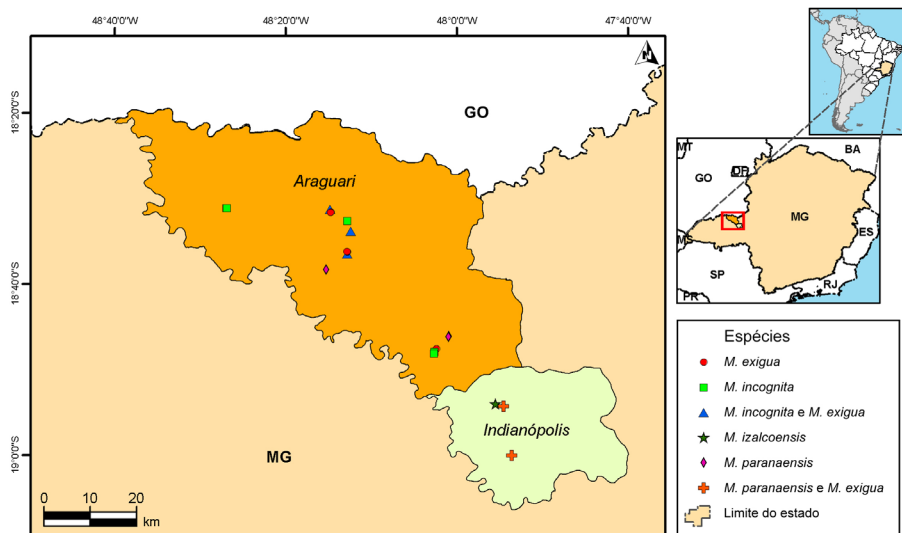 48°40'0"O 48°20'0"O 48°0'0"O 47°40'0"O
18°20'0"S
18°40'0"S
19°0'0"S
N
GO
Araguari
Indianópolis
MG
0 10 20
km
MT
GO
DF
BA
MG
MS
ES
SP
RJ
PR
Espécies
M. exigua
M. incognita
M. incognita e M. exigua
M. izalcoensis
M. paranaensis
M. paranaensis e M. exigua
Limite do estado